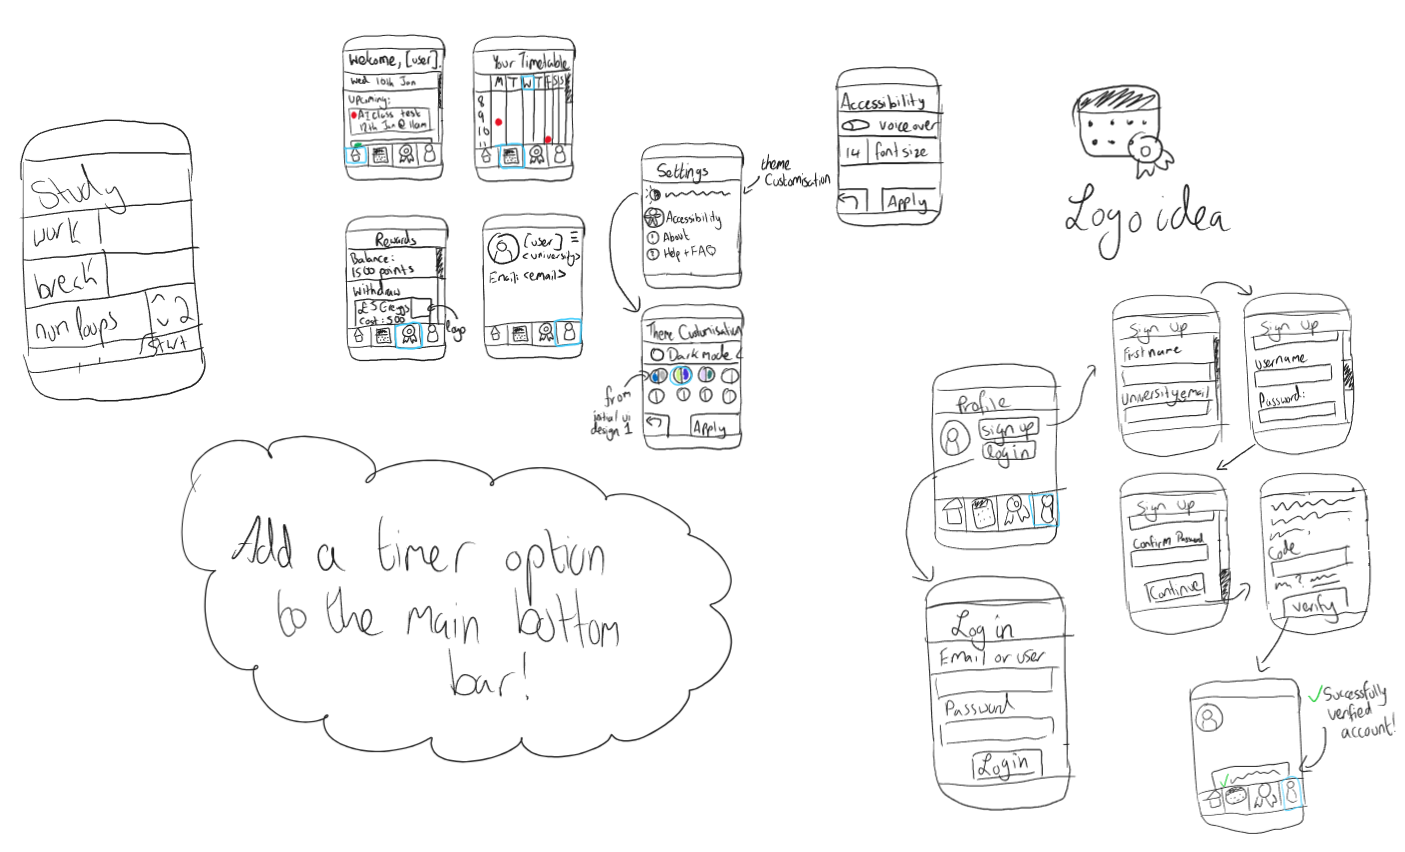 Study
work
break
num loops 2
Start
Welcome, [user].
Wed 10th Jan
Upcoming:
AI class test
12th Jan @ 11am
Your Timetable
M T W T F S S
8
9
10
11
Rewards
Balance:
1500 points
Withdraw
£5 Greggs
Cost: 500
logo
[user]
<university>
Email: <email>
Settings
Accessibility
About
Help + FAQ
theme
Customisation
Theme Custumisation
Dark mode
Apply
from
initial ui
design 1
Accessibility
voice over
14 font size
Apply
Logo idea
Add a timer option
to the main bottom
bar!
Profile
sign up
log in
Log in
Email or user
Password
Login
Sign Up
First name
University email
Sign Up
username
Password:
Sign Up
Confirm Password
Continue
Code
verify
✓Successfully
verified
account!